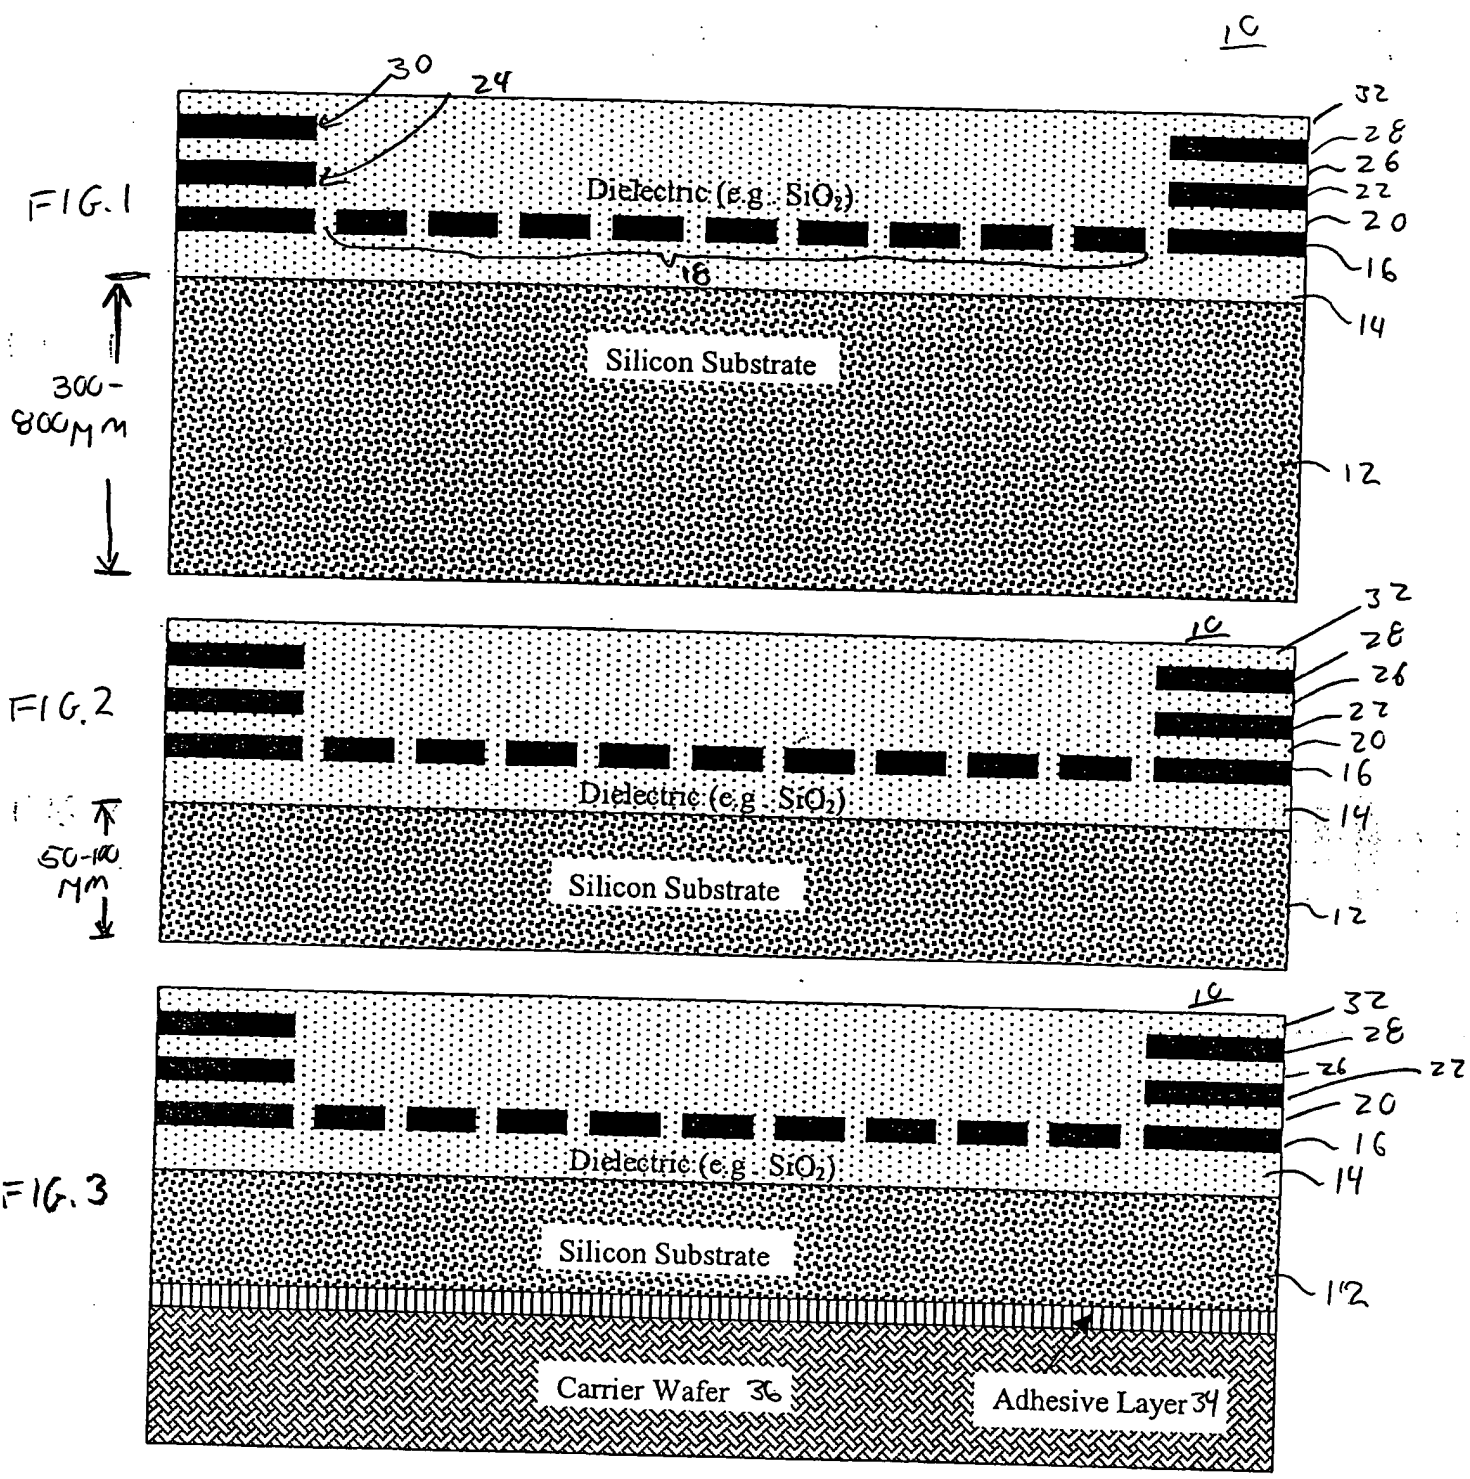 10
30
24
32
28
26
22
20
16
14
FIG.1
Dielectric (e.g. SiO₂)
18
Silicon Substrate
300-
800μm
12
10
32
28
26
22
20
16
14
12
FIG.2
Dielectric (e.g. SiO₂)
50-100
μm
Silicon Substrate
10
32
28
26
22
20
16
14
12
FIG.3
Dielectric (e.g. SiO₂)
Silicon Substrate
Carrier Wafer 36
Adhesive Layer 34